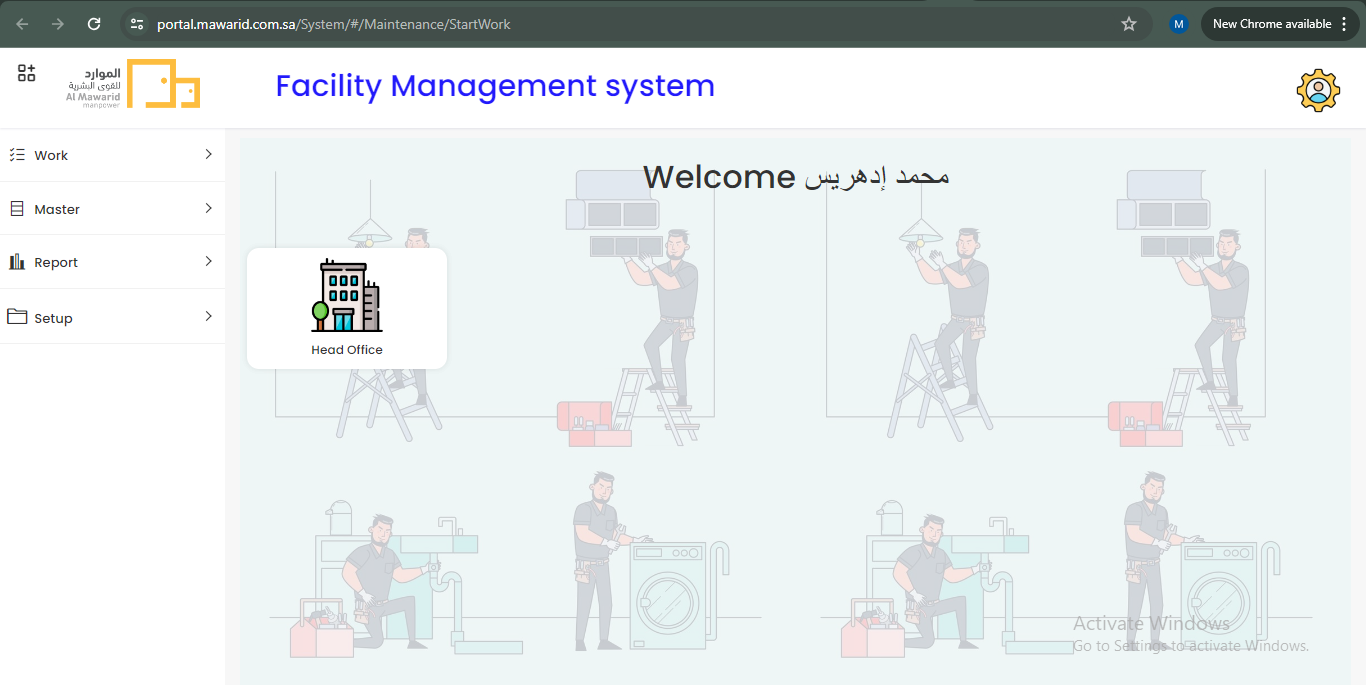 portal.mawarid.com.sa/System/#/Maintenance/StartWork
M
New Chrome available
الموارد
للقوى البشرية
Al Mawarid
manpower
Facility Management system
Work
Master
Report
Setup
Welcome محمد إدهريس
Head Office
Activate Windows
Go to Settings to activate Windows.